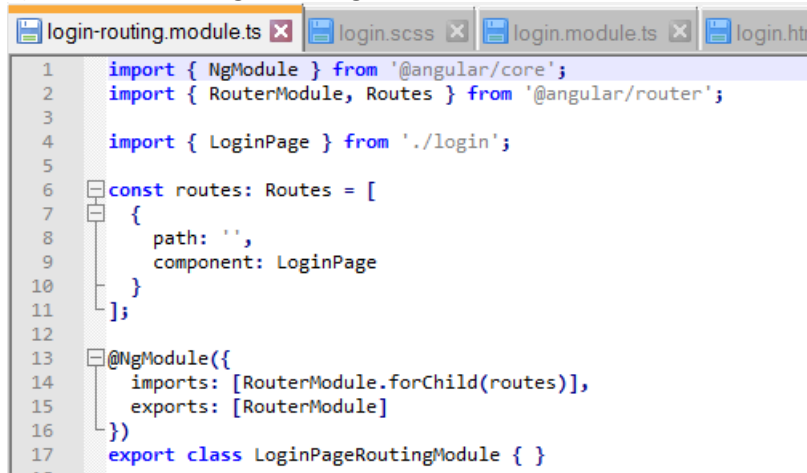 login-routing.module.ts login.scss login.module.ts
1 import { NgModule } from '@angular/core';
2 import { RouterModule, Routes } from '@angular/router';
3
4 import { LoginPage } from './login';
5
6 const routes: Routes = [
7 {
8 path: '',
9 component: LoginPage
10 }
11 ];
12
13 @NgModule({
14 imports: [RouterModule.forChild(routes)],
15 exports: [RouterModule]
16 })
17 export class LoginPageRoutingModule { }